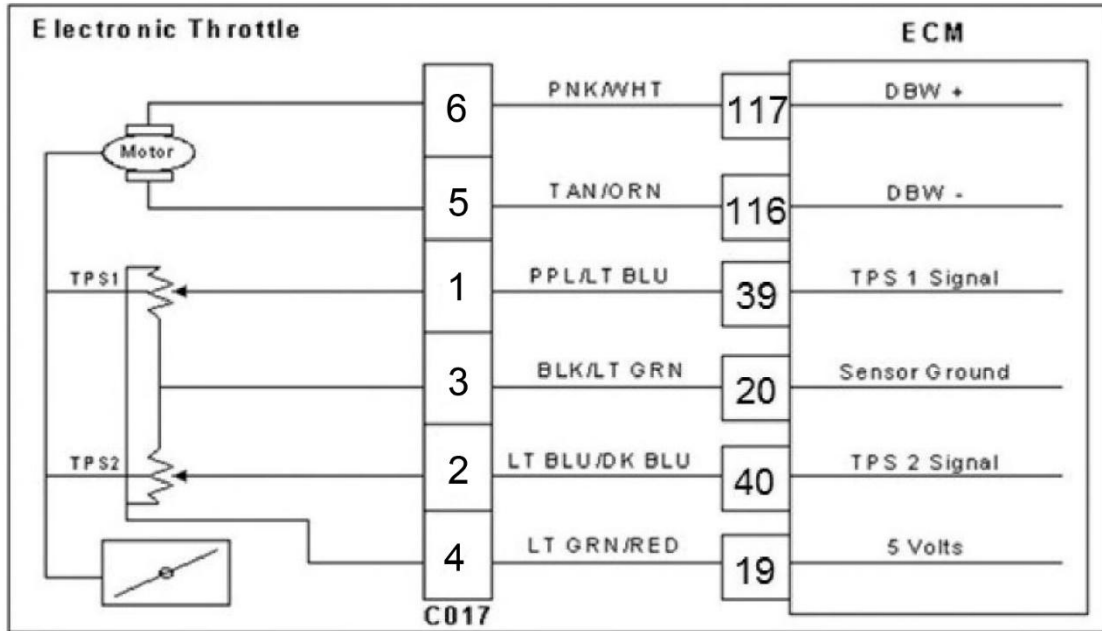 Electronic Throttle
ECM
6 PNK/WHT 117 DBW +
Motor
5 TAN/ORN 116 DBW -
TPS1 1 PPL/LT BLU 39 TPS 1 Signal
3 BLK/LT GRN 20 Sensor Ground
TPS2 2 LT BLU/DK BLU 40 TPS 2 Signal
4 LT GRN/RED 19 5 Volts
C017